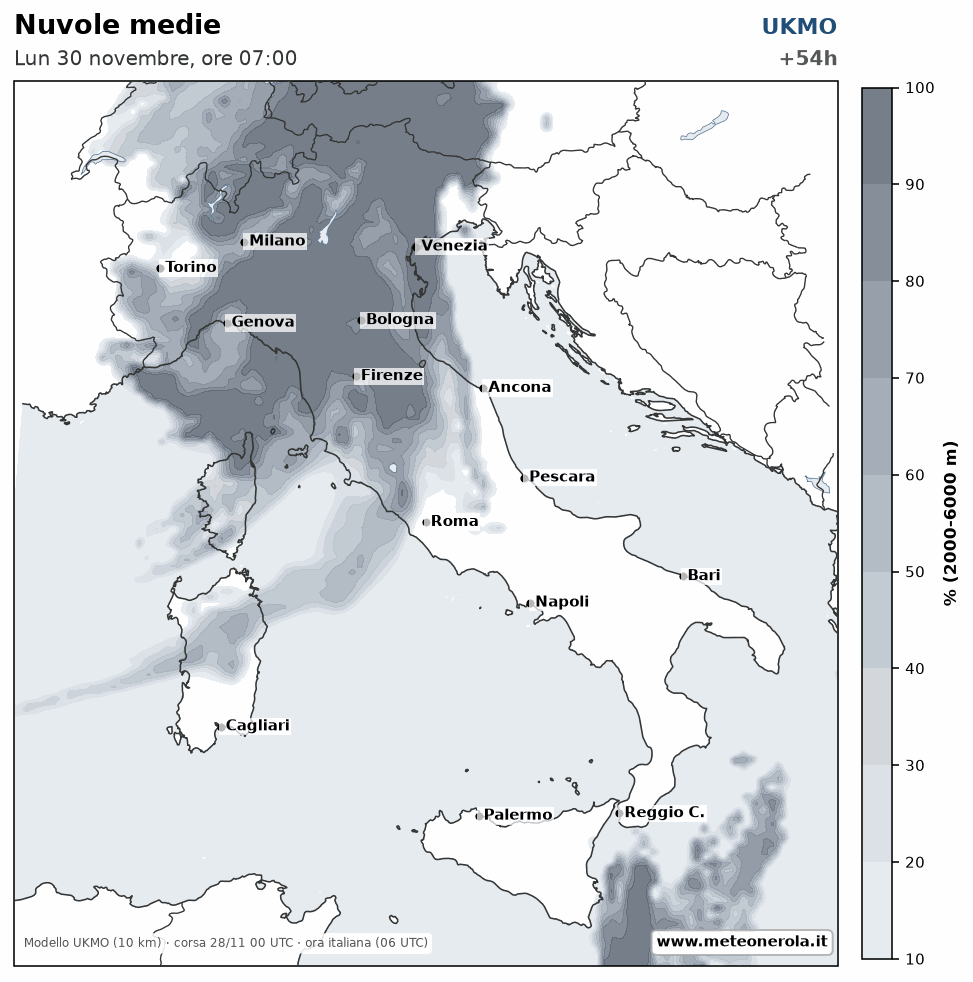 Nuvole medie
UKMO
Lun 30 novembre, ore 07:00
+54h
Milano
Venezia
Torino
Genova
Bologna
Firenze
Ancona
Pescara
Roma
Bari
Napoli
Cagliari
Palermo
Reggio C.
Modello UKMO (10 km) · corsa 28/11 00 UTC · ora italiana (06 UTC)
www.meteonerola.it
100
90
80
70
60
50
40
30
20
10
% (2000-6000 m)